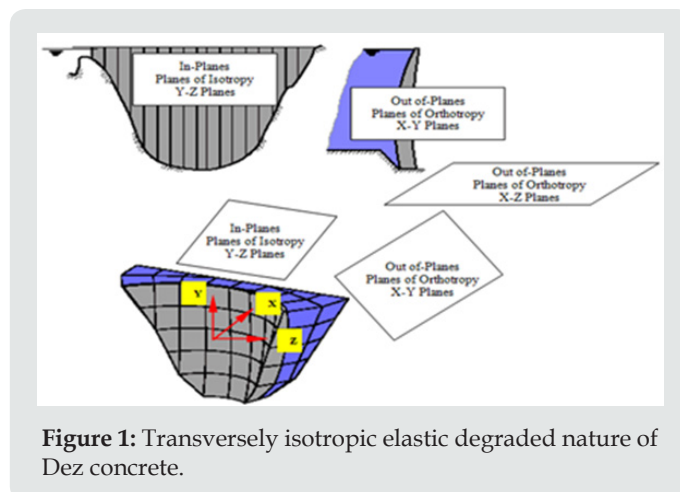 In-Planes
Planes of Isotropy
Y-Z Planes
Out of-Planes
Planes of Orthotropy
X-Y Planes
Out of-Planes
Planes of Orthotropy
X-Z Planes
In-Planes
Planes of Isotropy
Y-Z Planes
Out of-Planes
Planes of Orthotropy
X-Y Planes
Y
X
Z
Figure 1: Transversely isotropic elastic degraded nature of
Dez concrete.